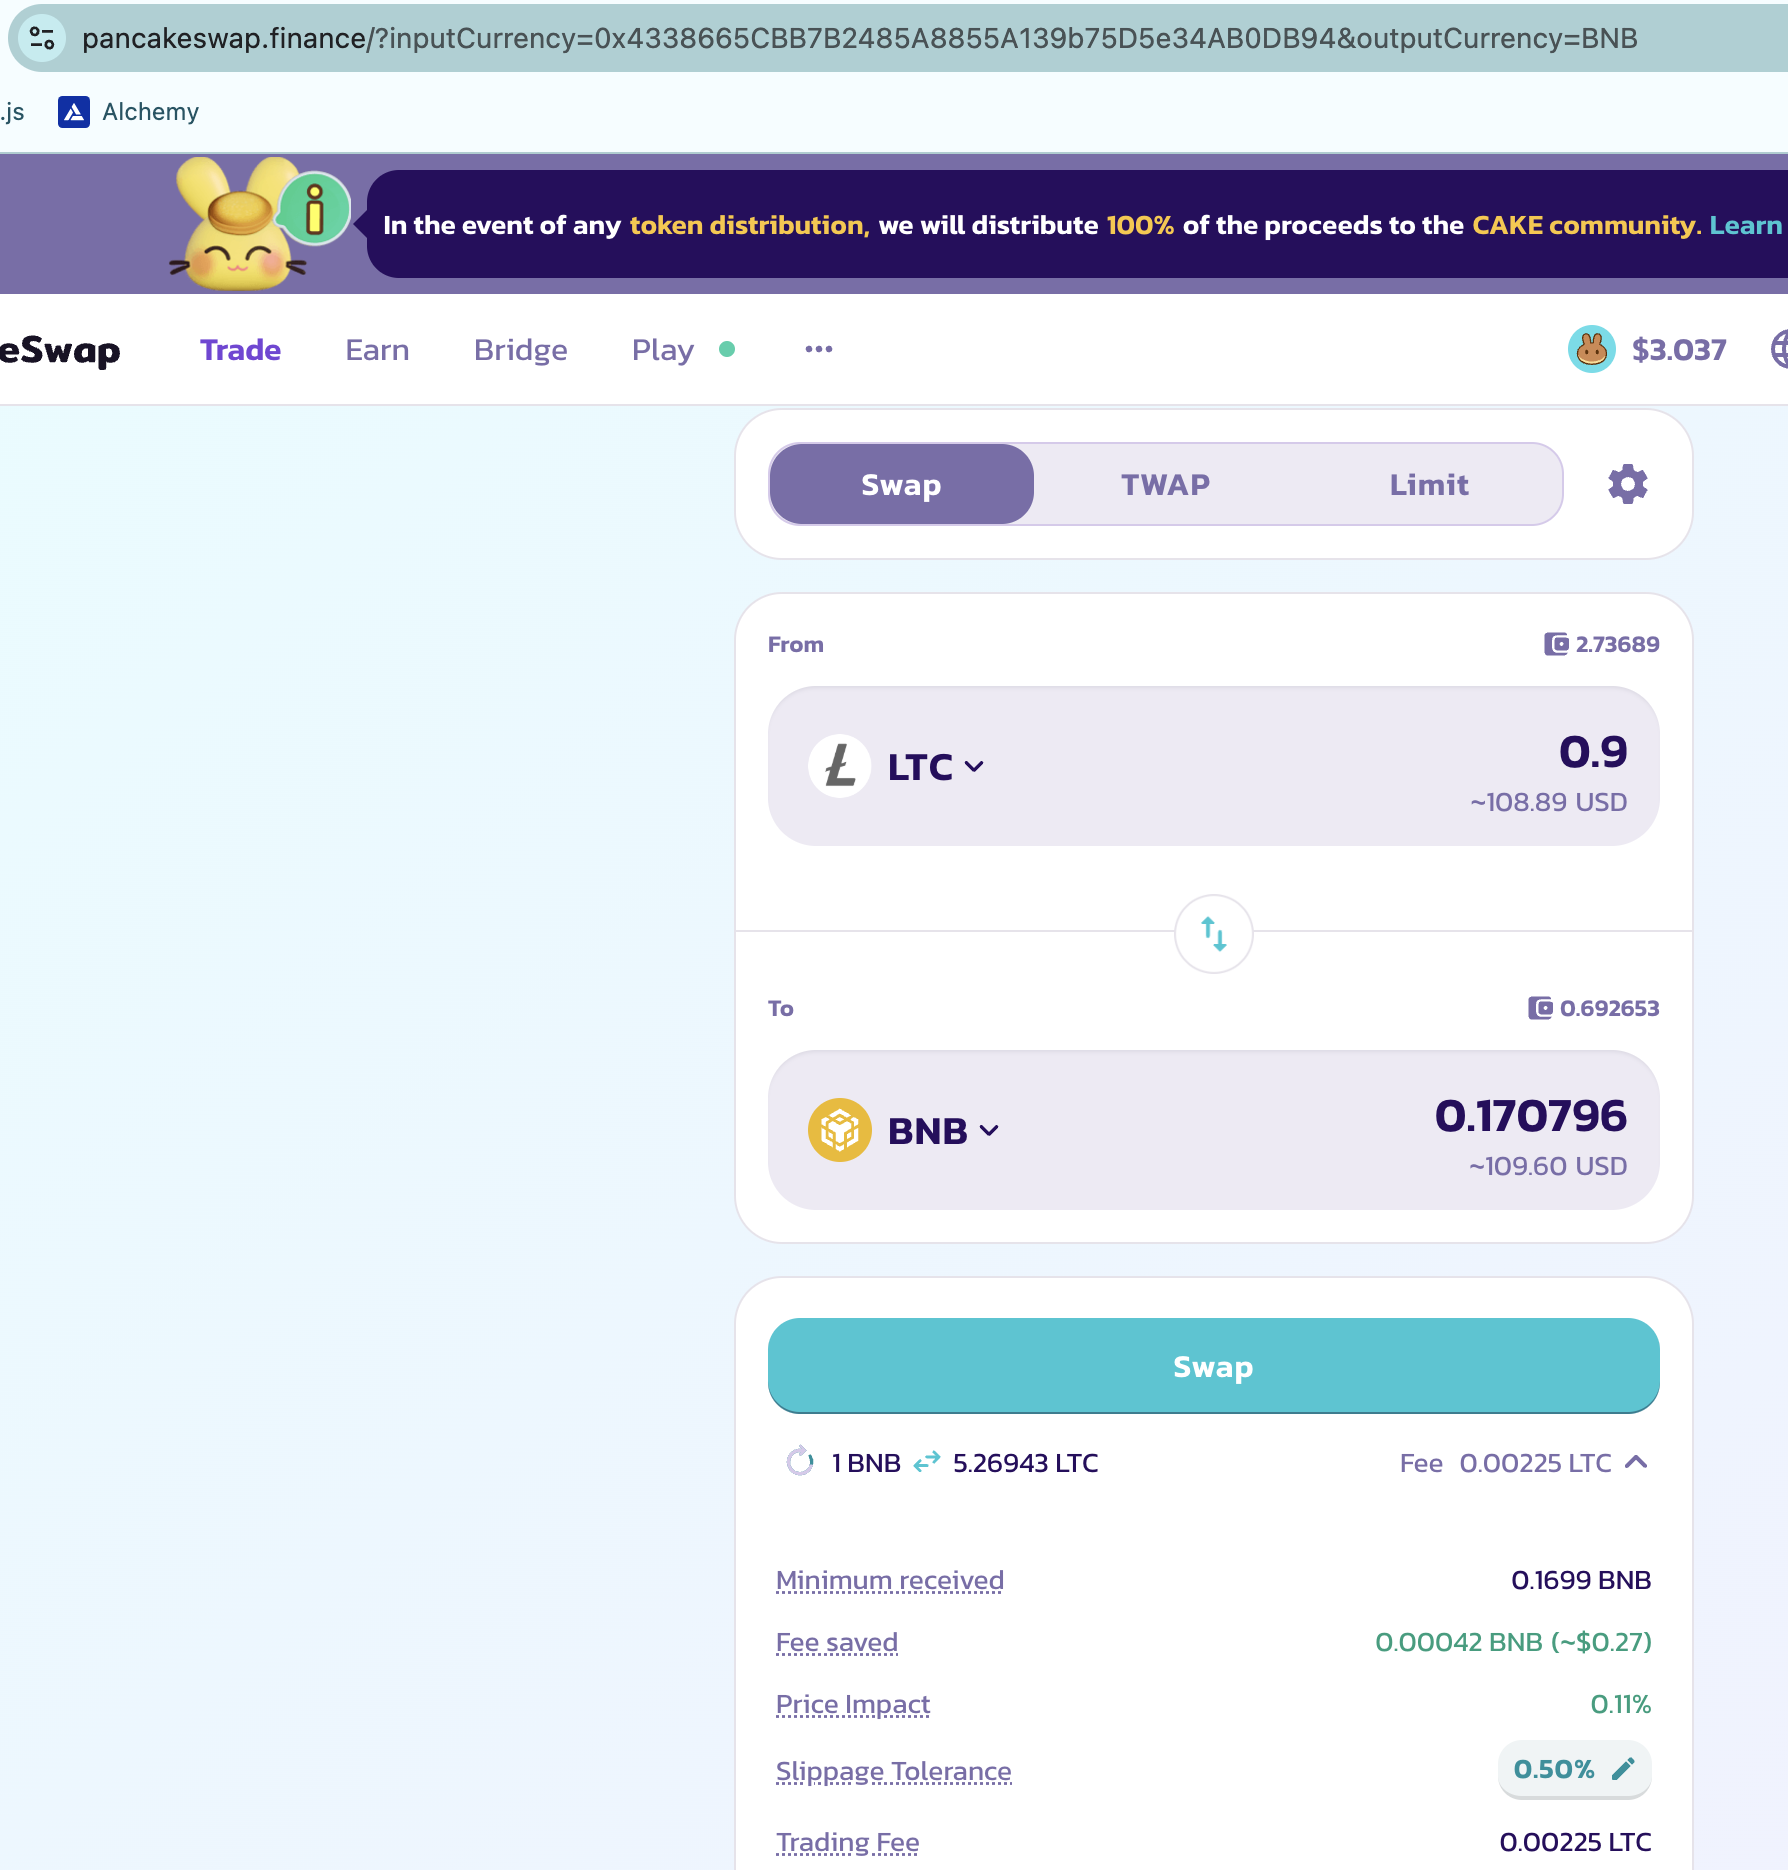 pancakeswap.finance/?inputCurrency=0x4338665CBB7B2485A8855A139b75D5e34AB0DB94&outputCurrency=BNB
.js Alchemy
In the event of any token distribution, we will distribute 100% of the proceeds to the CAKE community. Learn
eSwap Trade Earn Bridge Play $3.037
Swap TWAP Limit
From 2.73689
LTC 0.9
~108.89 USD
To 0.692653
BNB 0.170796
~109.60 USD
Swap
1 BNB 5.26943 LTC Fee 0.00225 LTC
Minimum received 0.1699 BNB
Fee saved 0.00042 BNB (~$0.27)
Price Impact 0.11%
Slippage Tolerance 0.50%
Trading Fee 0.00225 LTC